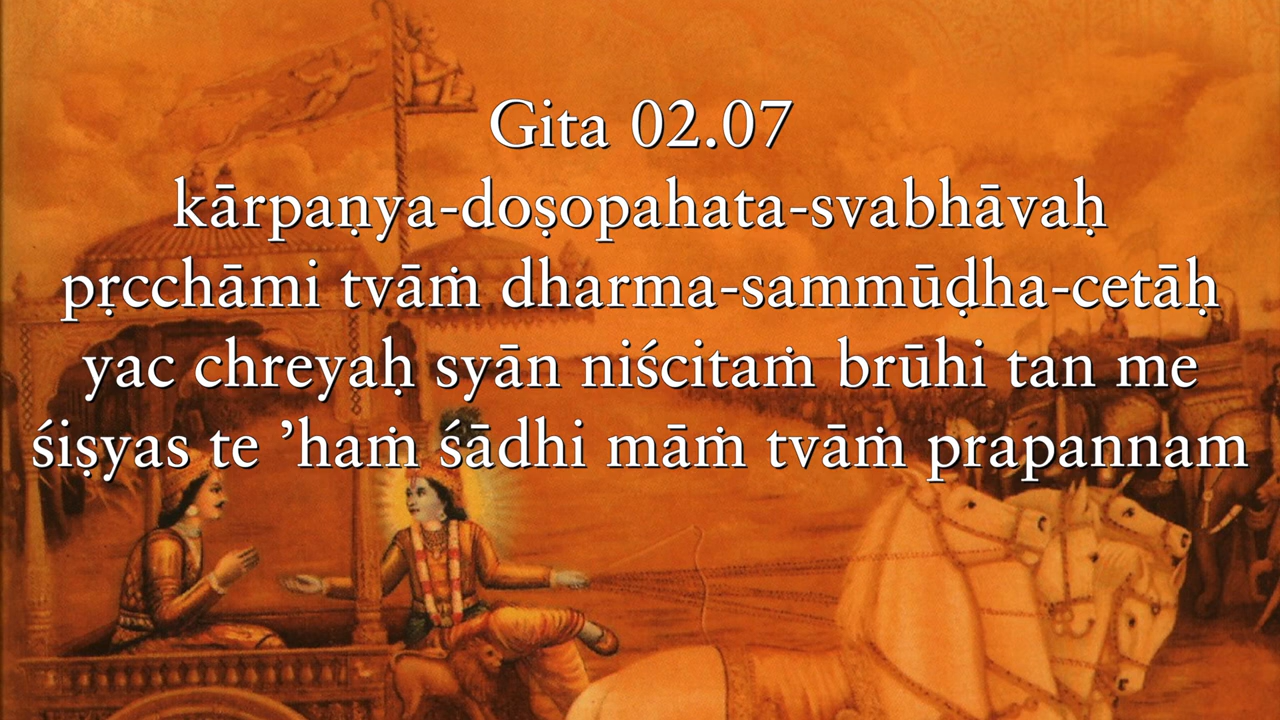 Gita 02.07
kārpaṇya-doṣopahata-svabhāvaḥ
pṛcchāmi tvāṁ dharma-sammūḍha-cetāḥ
yac chreyaḥ syān niścitaṁ brūhi tan me
śiṣyas te ’haṁ śādhi māṁ tvāṁ prapannam